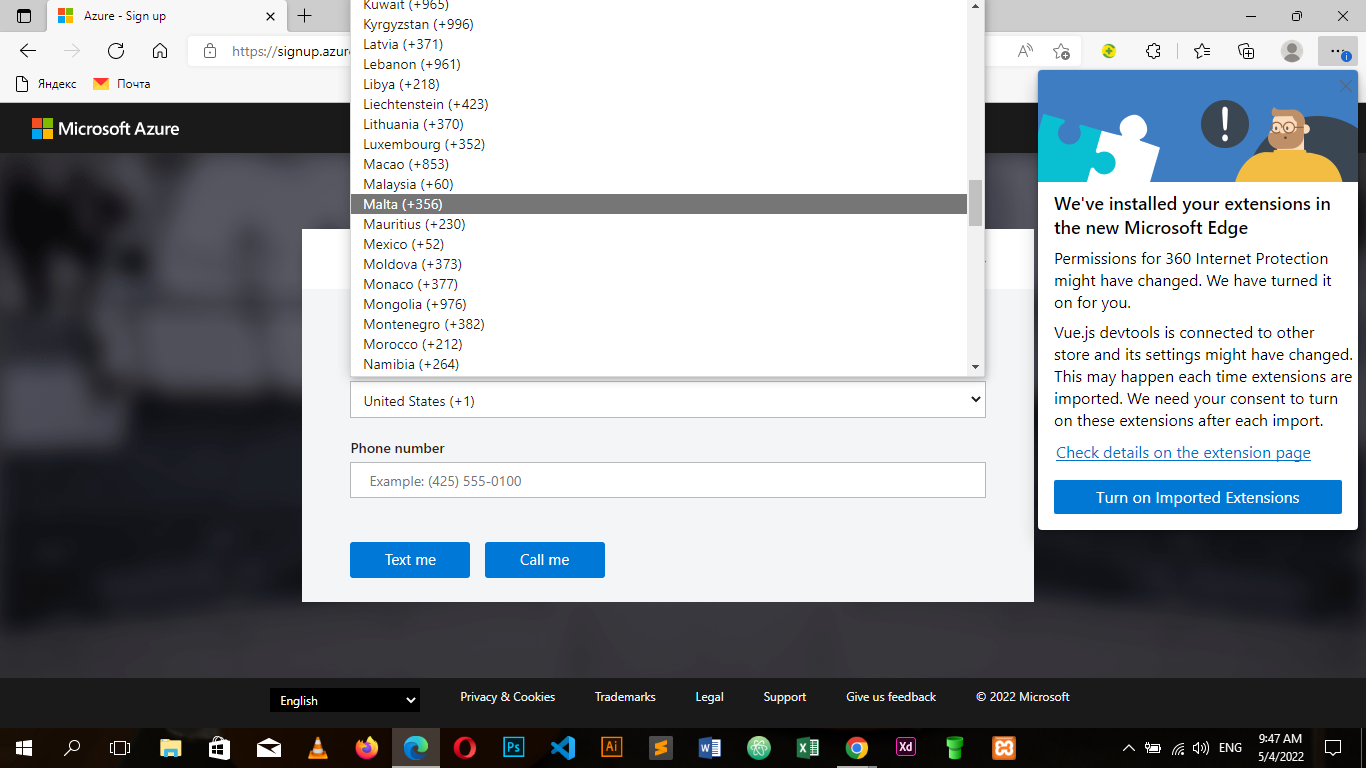 Azure - Sign up
https://signup.azure
Яндекс
Почта
Microsoft Azure
Kuwait (+965)
Kyrgyzstan (+996)
Latvia (+371)
Lebanon (+961)
Libya (+218)
Liechtenstein (+423)
Lithuania (+370)
Luxembourg (+352)
Macao (+853)
Malaysia (+60)
Malta (+356)
Mauritius (+230)
Mexico (+52)
Moldova (+373)
Monaco (+377)
Mongolia (+976)
Montenegro (+382)
Morocco (+212)
Namibia (+264)
United States (+1)
Phone number
Example: (425) 555-0100
Text me
Call me
We've installed your extensions in
the new Microsoft Edge
Permissions for 360 Internet Protection
might have changed. We have turned it
on for you.
Vue.js devtools is connected to other
store and its settings might have changed.
This may happen each time extensions are
imported. We need your consent to turn
on these extensions after each import.
Check details on the extension page
Turn on Imported Extensions
English
Privacy & Cookies
Trademarks
Legal
Support
Give us feedback
© 2022 Microsoft
Ps
Ai
Xd
ENG
9:47 AM
5/4/2022